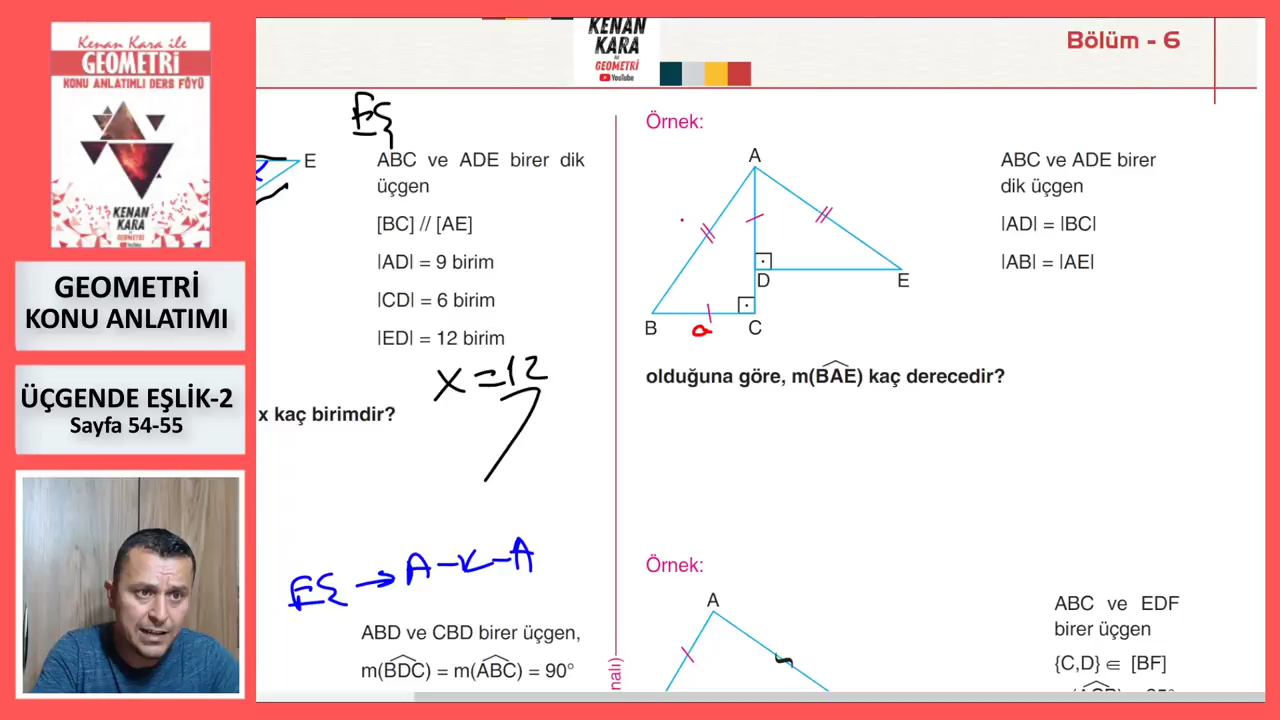 Kenan Kara ile
GEOMETRİ
KONU ANLATIMLI DERS FÖYÜ
KENAN
KARA
ile
GEOMETRİ
YouTube
GEOMETRİ
KONU ANLATIMI
ÜÇGENDE EŞLİK-2
Sayfa 54-55
KENAN
KARA
ile
GEOMETRİ
YouTube
Bölüm - 6
EŞ
E
ABC ve ADE birer dik
üçgen
[BC] // [AE]
|AD| = 9 birim
|CD| = 6 birim
|ED| = 12 birim
x = 12
x kaç birimdir?
EŞ → A-K-A
ABD ve CBD birer üçgen,
m(BDC) = m(ABC) = 90°
Örnek:
A
D
E
B
C
a
ABC ve ADE birer
dik üçgen
|AD| = |BC|
|AB| = |AE|
olduğuna göre, m(BAE) kaç derecedir?
Örnek:
A
ABC ve EDF
birer üçgen
{C,D} ∈ [BF]